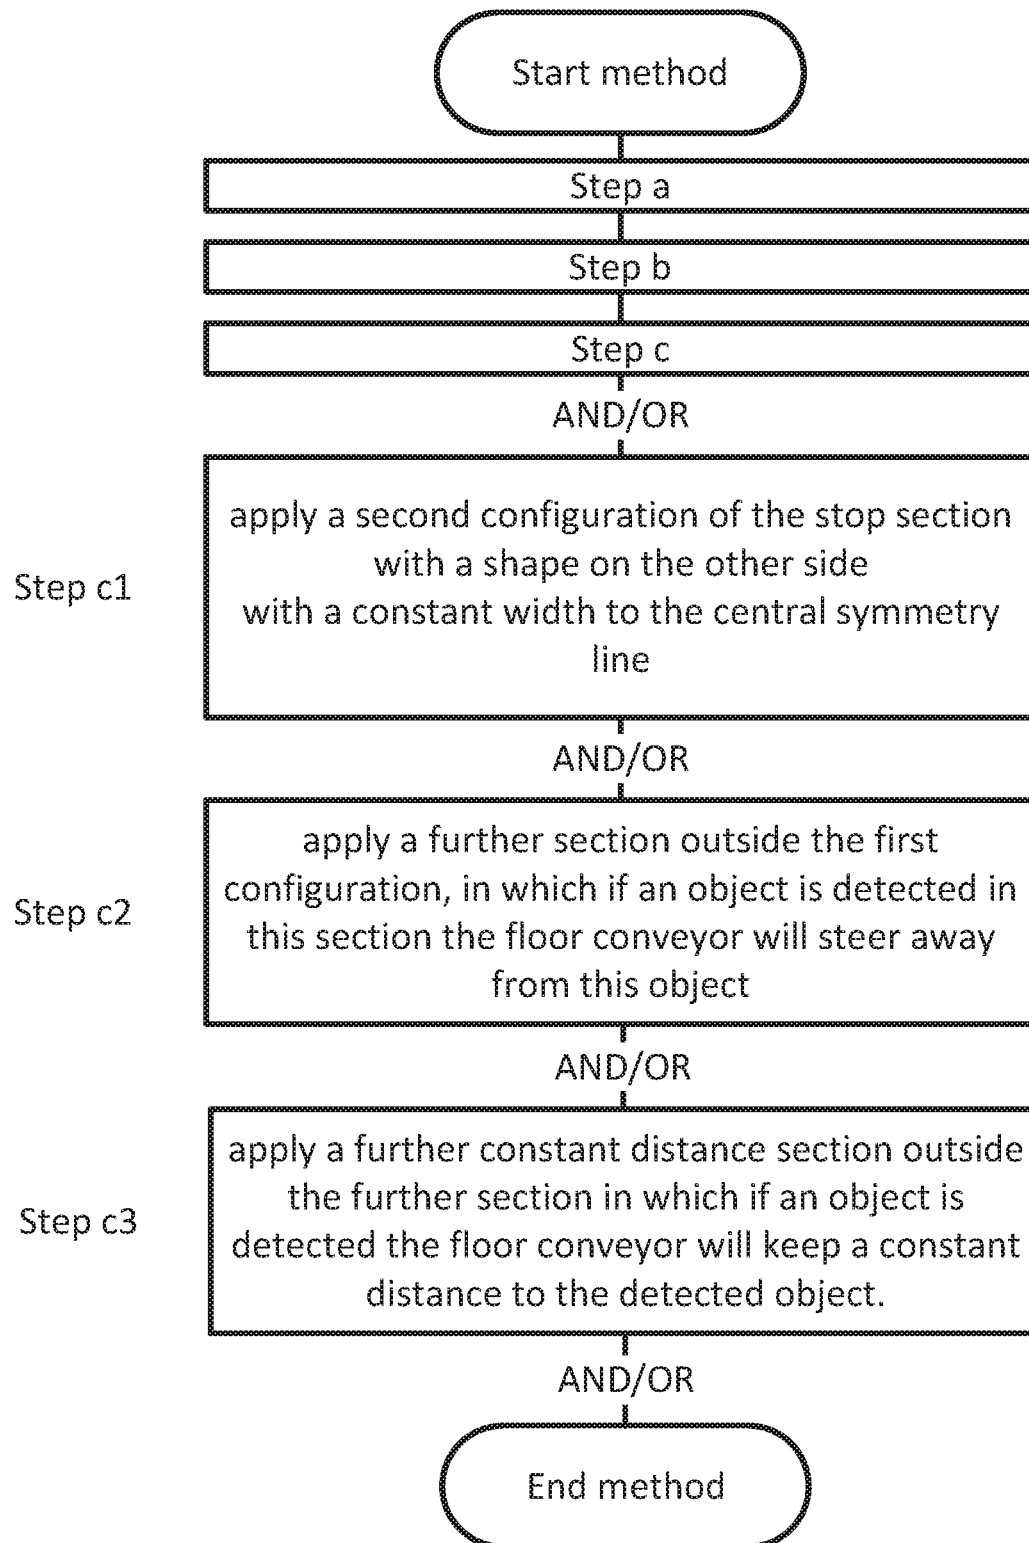 Start method
Step a
Step b
Step c
AND/OR
Step c1
apply a second configuration of the stop section
with a shape on the other side
with a constant width to the central symmetry
line
AND/OR
Step c2
apply a further section outside the first
configuration, in which if an object is detected in
this section the floor conveyor will steer away
from this object
AND/OR
Step c3
apply a further constant distance section outside
the further section in which if an object is
detected the floor conveyor will keep a constant
distance to the detected object.
AND/OR
End method